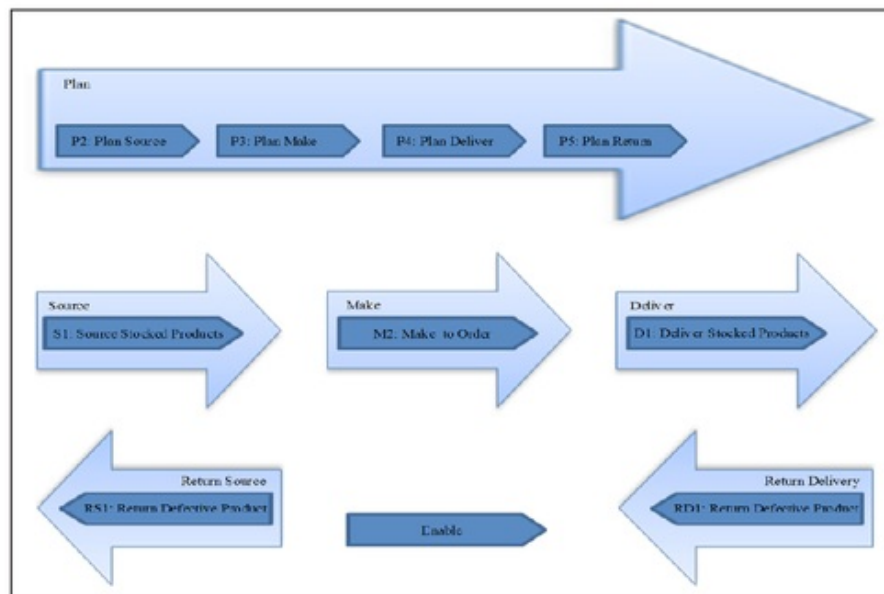 Plan
P2: Plan Source
P3: Plan Make
P4: Plan Deliver
P5: Plan Return
Source
S1: Source Stocked Products
Make
M2: Make to Order
Deliver
D1: Deliver Stocked Products
Return Source
RS1: Return Defective Product
Enable
Return Delivery
RD1: Return Defective Product